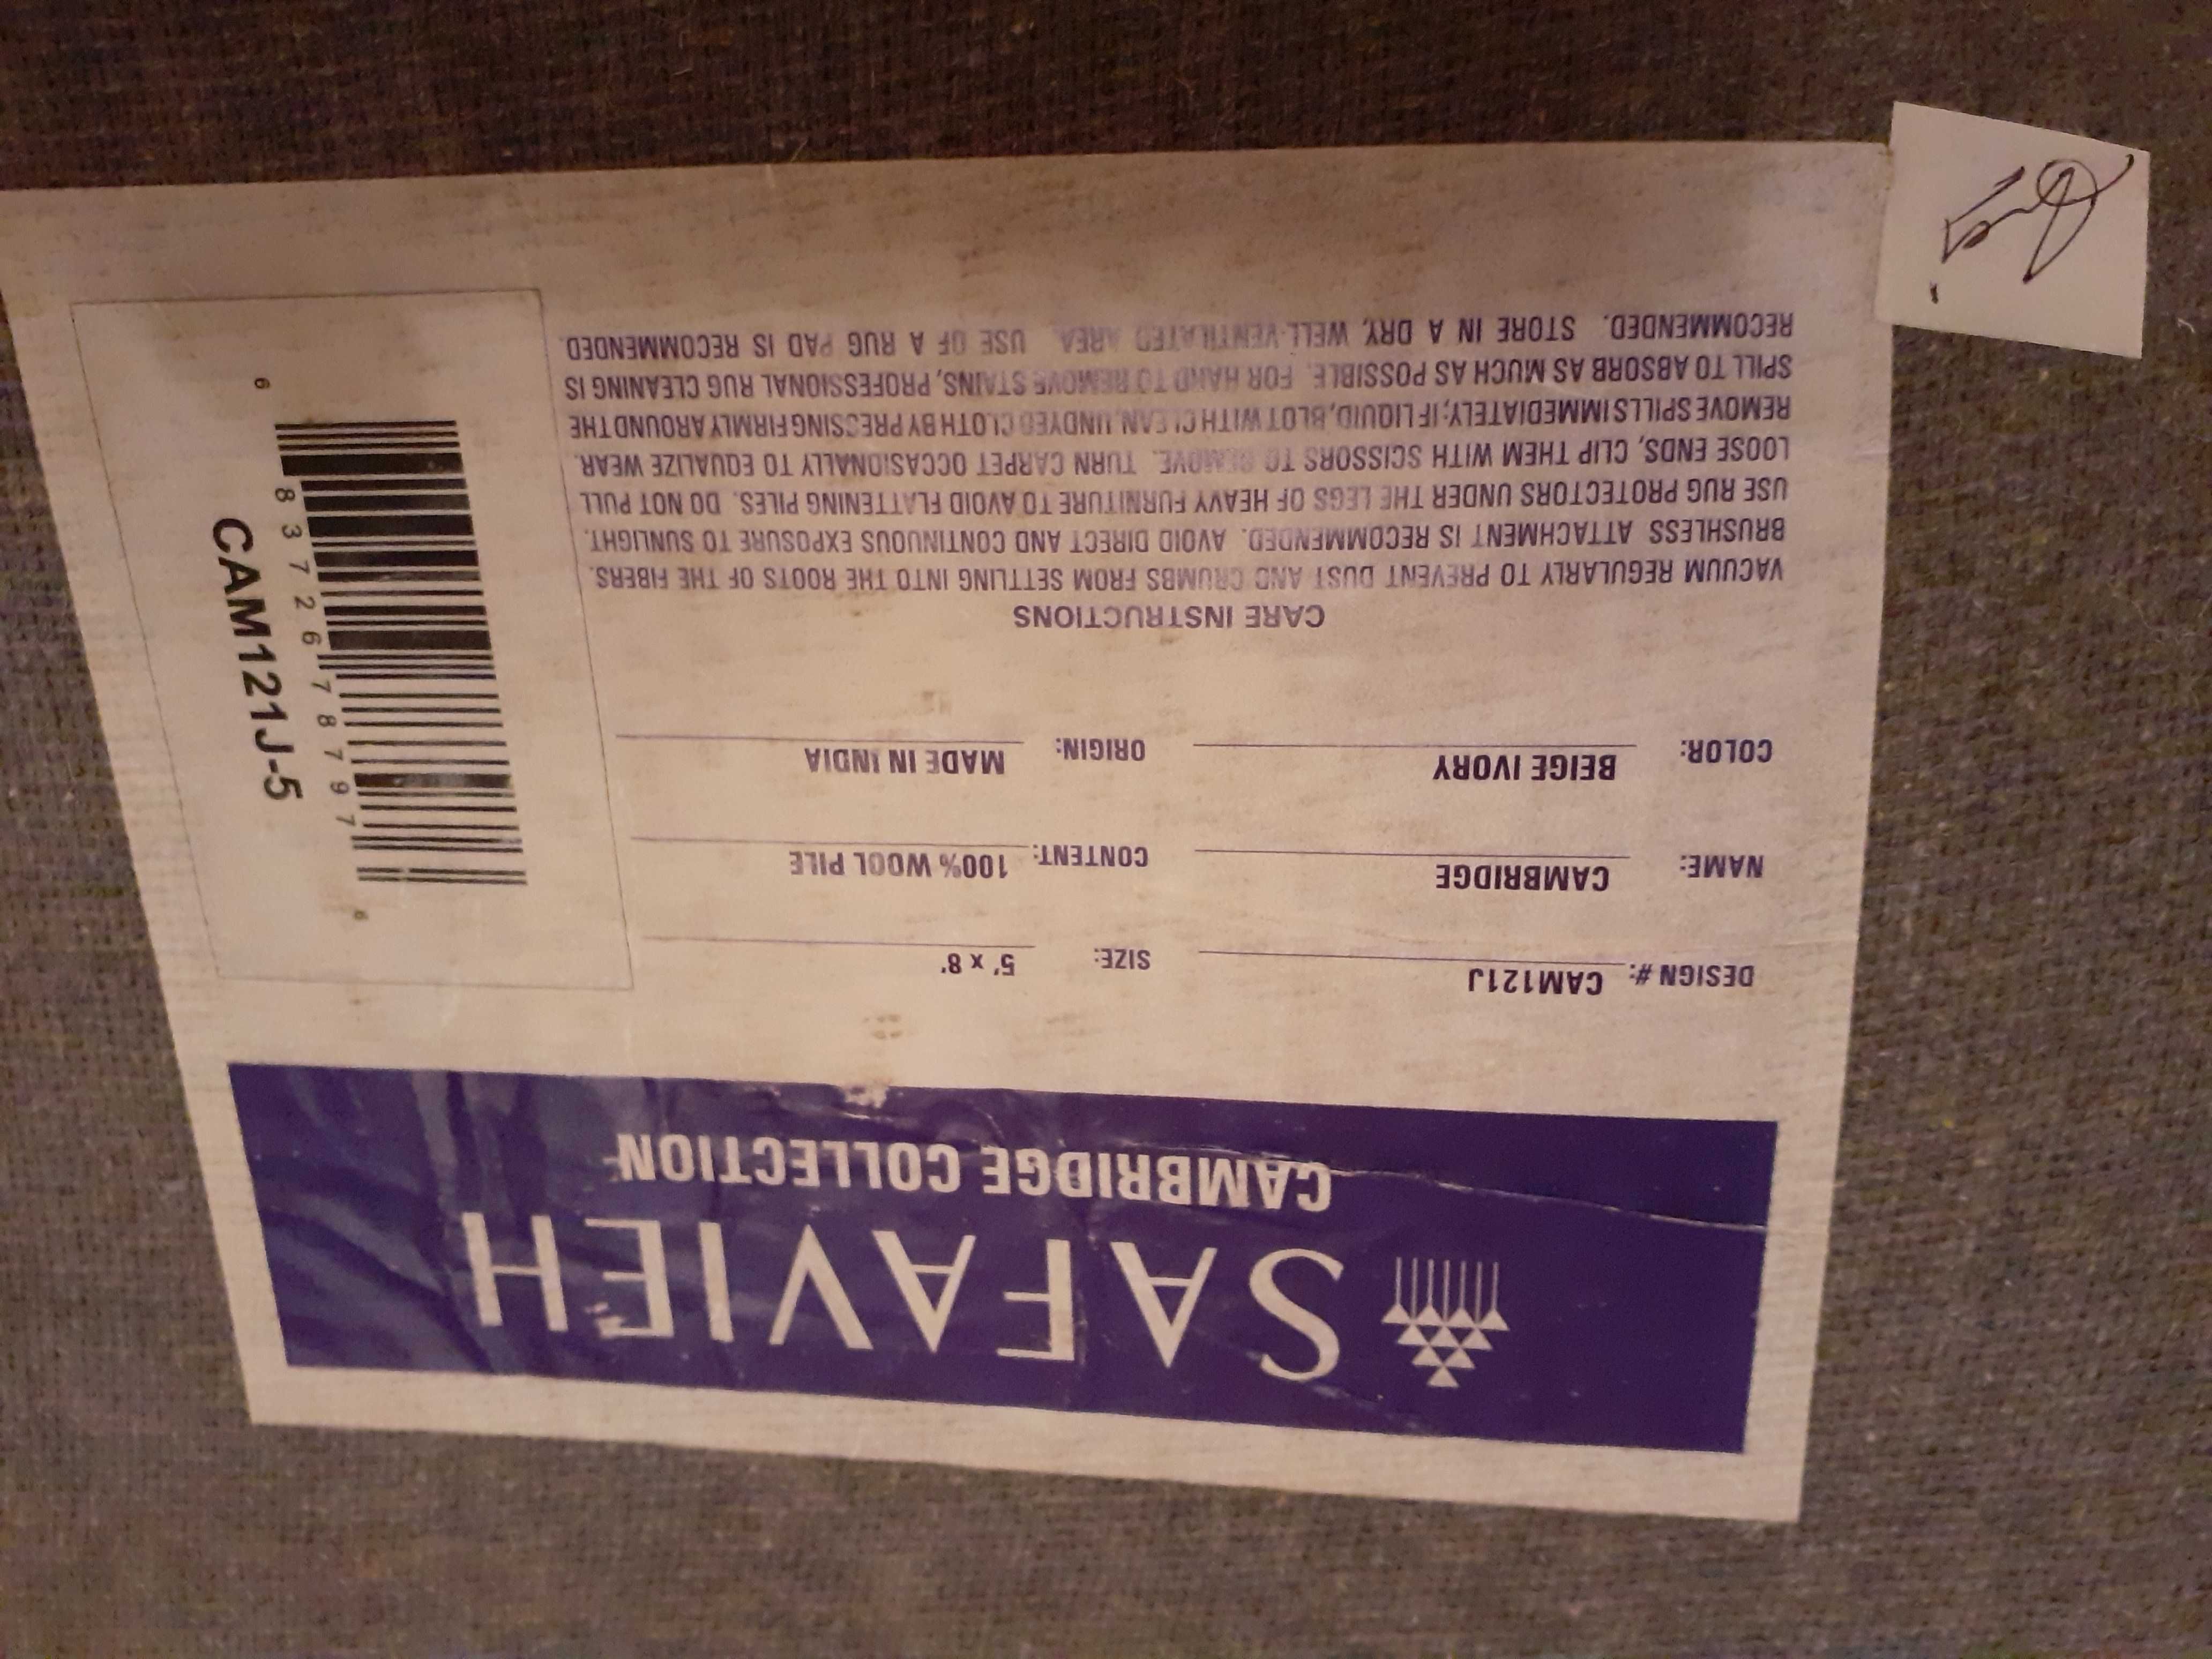 SAFAVIEH
CAMBRIDGE COLLECTION
DESIGN #: CAM121J SIZE: 5' x 8'
NAME: CAMBRIDGE CONTENT: 100% WOOL PILE
COLOR: BEIGE IVORY ORIGIN: MADE IN INDIA
CARE INSTRUCTIONS
VACUUM REGULARLY TO PREVENT DUST AND CRUMBS FROM SETTLING INTO THE ROOTS OF THE FIBERS.
BRUSHLESS ATTACHMENT IS RECOMMENDED. AVOID DIRECT AND CONTINUOUS EXPOSURE TO SUNLIGHT.
USE RUG PROTECTORS UNDER THE LEGS OF HEAVY FURNITURE TO AVOID FLATTENING PILES. DO NOT PULL
LOOSE ENDS, CLIP THEM WITH SCISSORS TO REMOVE. TURN CARPET OCCASIONALLY TO EQUALIZE WEAR.
REMOVE SPILLS IMMEDIATELY; IF LIQUID, BLOT WITH CLEAN, UNDYED CLOTH BY PRESSING FIRMLY AROUND THE
SPILL TO ABSORB AS MUCH AS POSSIBLE. FOR HARD TO REMOVE STAINS, PROFESSIONAL RUG CLEANING IS
RECOMMENDED. STORE IN A DRY, WELL-VENTILATED AREA. USE OF A RUG PAD IS RECOMMENDED.
6 83726 78797 6
CAM121J-5